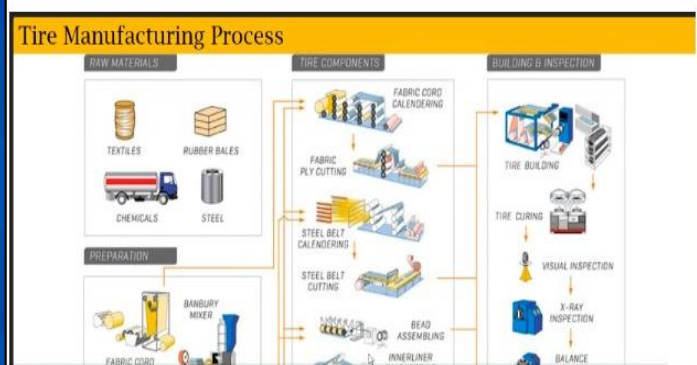 Tire Manufacturing Process
RAW MATERIALS
TEXTILES
RUBBER BALES
CHEMICALS
STEEL
PREPARATION
BANBURY
MIXER
FABRIC CORD
TIRE COMPONENTS
FABRIC CORD
CALENDERING
FABRIC
PLY CUTTING
STEEL BELT
CALENDERING
STEEL BELT
CUTTING
BEAD
ASSEMBLING
INNERLINER
BUILDING & INSPECTION
TIRE BUILDING
TIRE CURING
VISUAL INSPECTION
X-RAY
INSPECTION
BALANCE